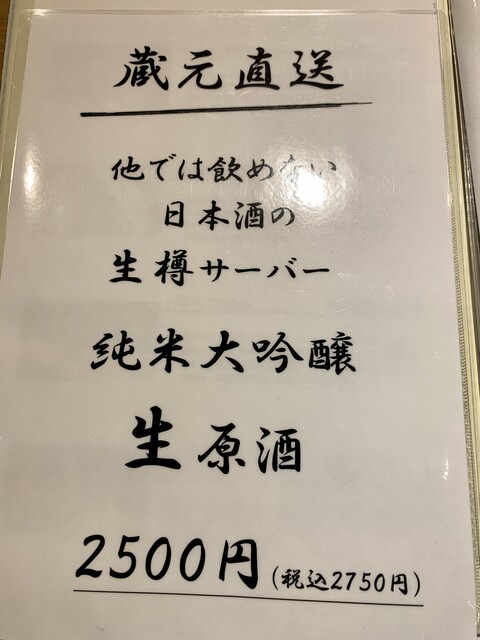 蔵元直送
他では飲めない
日本酒の
生樽サーバー
純米大吟醸
生原酒
2500円(税込2750円)